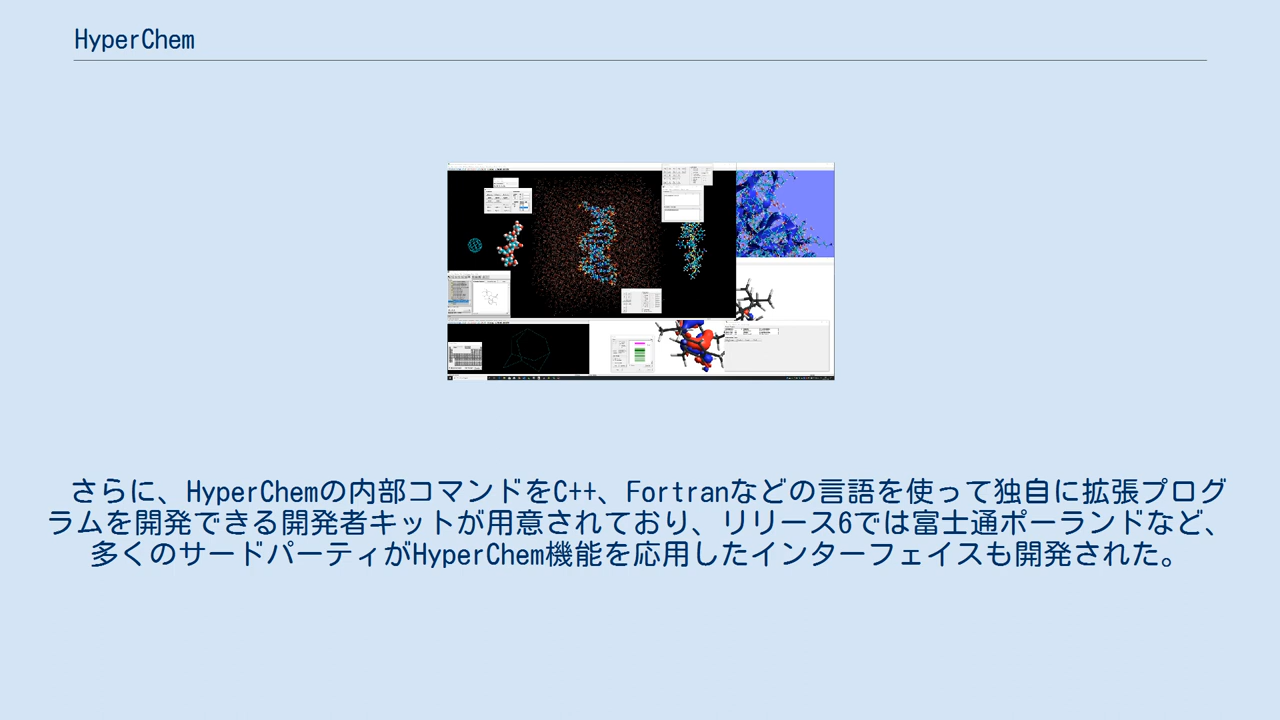 HyperChem
さらに、HyperChemの内部コマンドをC++、Fortranなどの言語を使って独自に拡張プログ
ラムを開発できる開発者キットが用意されており、リリース6では富士通ポーランドなど、
多くのサードパーティがHyperChem機能を応用したインターフェイスも開発された。